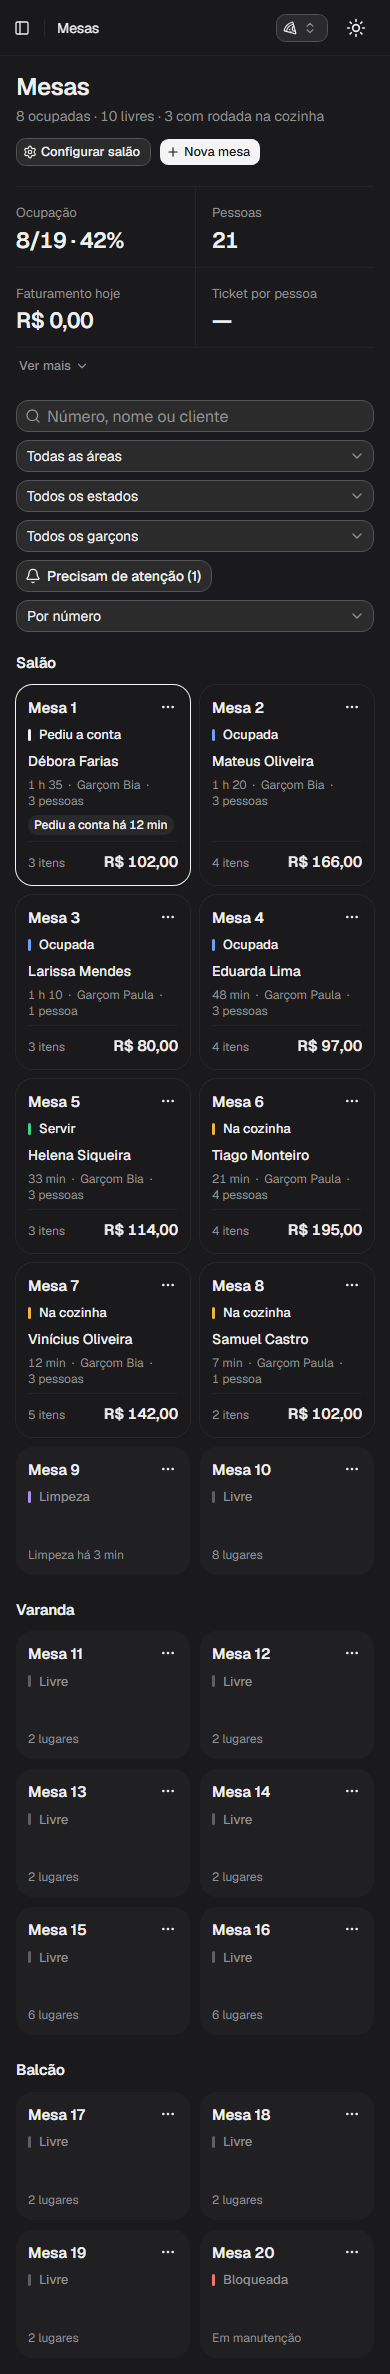 Mesas
Mesas
8 ocupadas · 10 livres · 3 com rodada na cozinha
Configurar salão
Nova mesa
Ocupação
8/19 · 42%
Pessoas
21
Faturamento hoje
R$ 0,00
Ticket por pessoa
—
Ver mais
Número, nome ou cliente
Todas as áreas
Todos os estados
Todos os garçons
Precisam de atenção (1)
Por número
Salão
Mesa 1
Pediu a conta
Débora Farias
1 h 35 · Garçom Bia ·
3 pessoas
Pediu a conta há 12 min
3 itens R$ 102,00
Mesa 2
Ocupada
Mateus Oliveira
1 h 20 · Garçom Bia ·
3 pessoas
4 itens R$ 166,00
Mesa 3
Ocupada
Larissa Mendes
1 h 10 · Garçom Paula ·
1 pessoa
3 itens R$ 80,00
Mesa 4
Ocupada
Eduarda Lima
48 min · Garçom Paula ·
3 pessoas
4 itens R$ 97,00
Mesa 5
Servir
Helena Siqueira
33 min · Garçom Bia ·
3 pessoas
3 itens R$ 114,00
Mesa 6
Na cozinha
Tiago Monteiro
21 min · Garçom Paula ·
4 pessoas
4 itens R$ 195,00
Mesa 7
Na cozinha
Vinícius Oliveira
12 min · Garçom Bia ·
3 pessoas
5 itens R$ 142,00
Mesa 8
Na cozinha
Samuel Castro
7 min · Garçom Paula ·
1 pessoa
2 itens R$ 102,00
Mesa 9
Limpeza
Limpeza há 3 min
Mesa 10
Livre
8 lugares
Varanda
Mesa 11
Livre
2 lugares
Mesa 12
Livre
2 lugares
Mesa 13
Livre
2 lugares
Mesa 14
Livre
2 lugares
Mesa 15
Livre
6 lugares
Mesa 16
Livre
6 lugares
Balcão
Mesa 17
Livre
2 lugares
Mesa 18
Livre
2 lugares
Mesa 19
Livre
2 lugares
Mesa 20
Bloqueada
Em manutenção